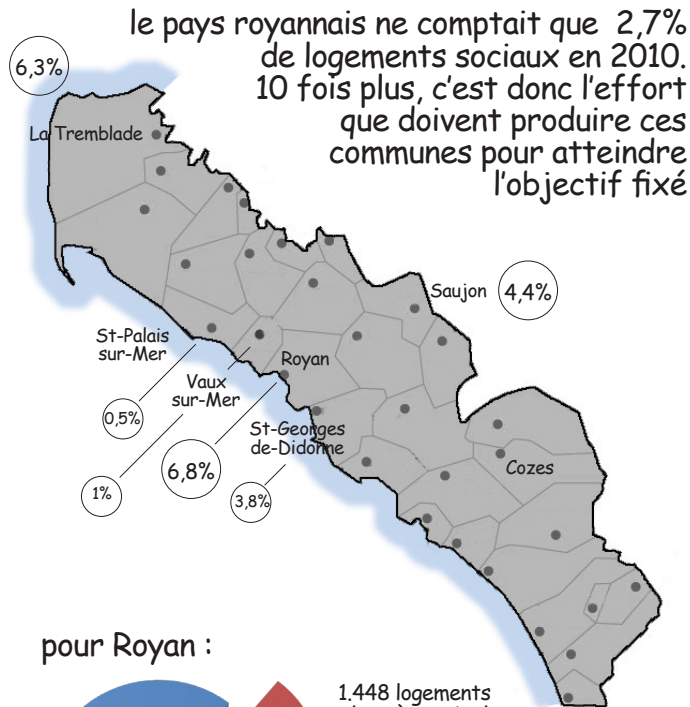 le pays royannais ne comptait que 2,7%
de logements sociaux en 2010.
10 fois plus, c'est donc l'effort
que doivent produire ces
communes pour atteindre
l'objectif fixé
6,3%
La Tremblade
Saujon
4,4%
St-Palais
sur-Mer
0,5%
Vaux
sur-Mer
1%
Royan
6,8%
St-Georges
de-Didonne
3,8%
Cozes
pour Royan :
1.448 logements